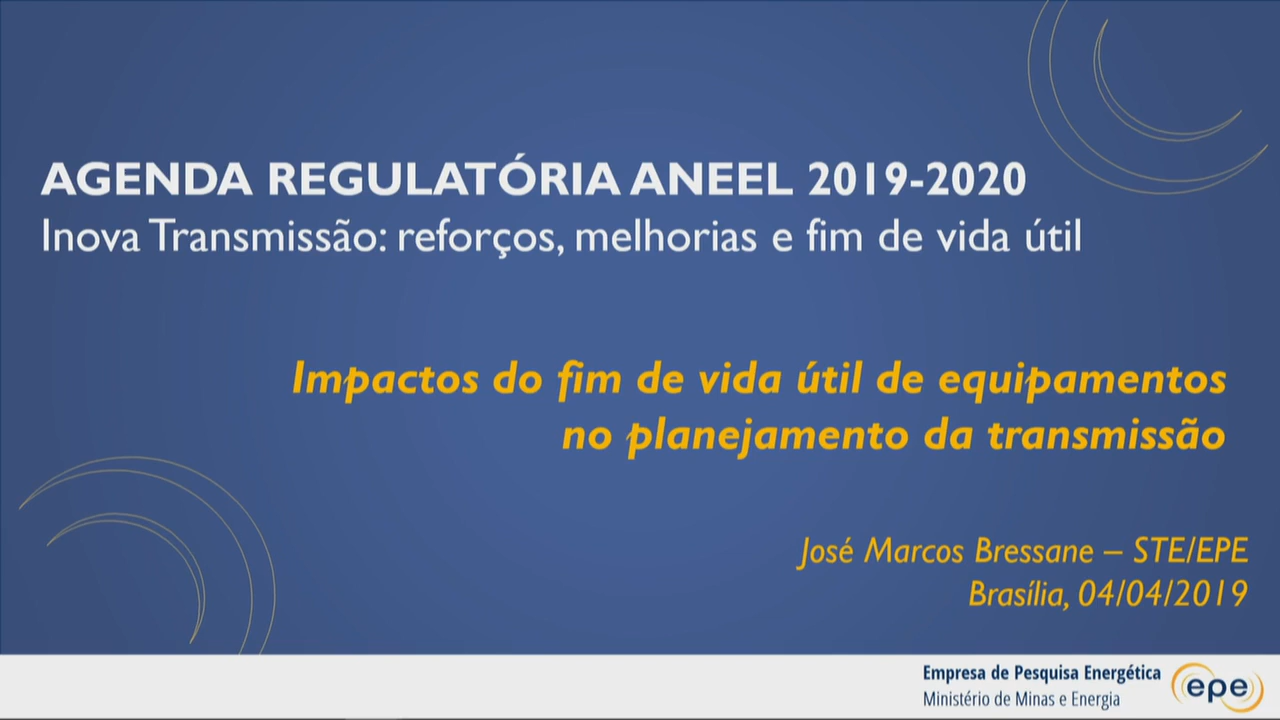 AGENDA REGULATÓRIA ANEEL 2019-2020
Inova Transmissão: reforços, melhorias e fim de vida útil
Impactos do fim de vida útil de equipamentos
no planejamento da transmissão
José Marcos Bressane – STE/EPE
Brasília, 04/04/2019
Empresa de Pesquisa Energética
Ministério de Minas e Energia
epe